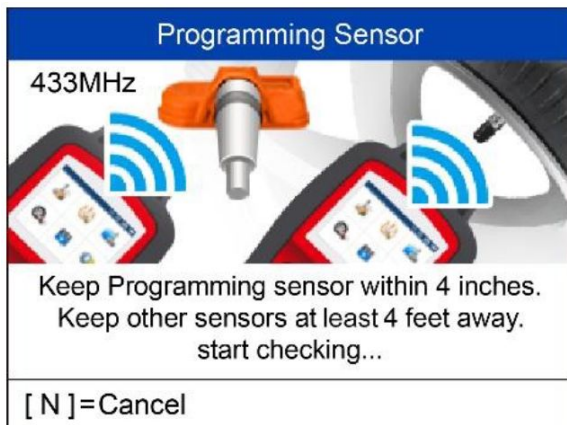 Programming Sensor
433MHz
Keep Programming sensor within 4 inches.
Keep other sensors at least 4 feet away.
start checking...
[ N ]=Cancel